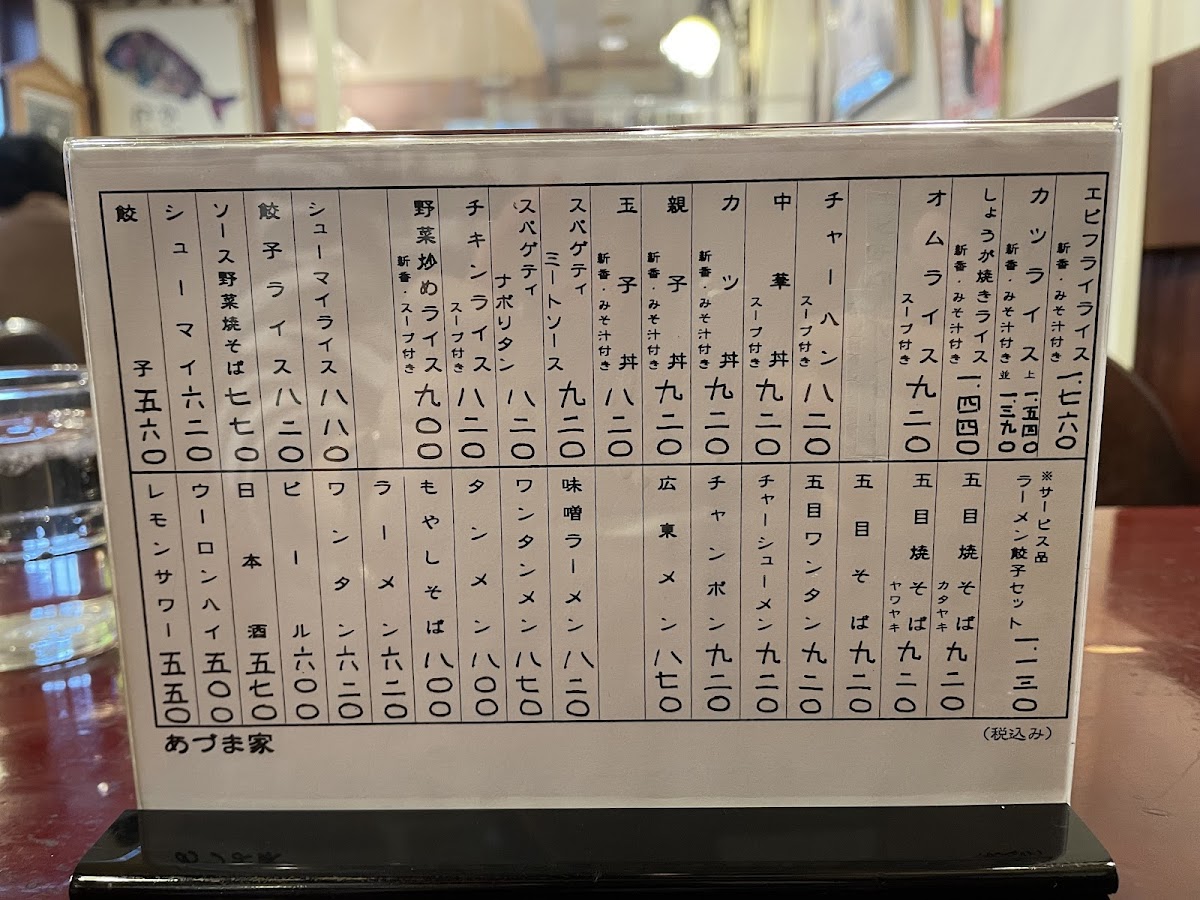 エビフライライス 一.七六〇
新香・みそ汁付き
カツライス 上 一.五四〇
並 一.三九〇
新香・みそ汁付き
しょうが焼きライス 一.四四〇
新香・みそ汁付き
オムライス 九二〇
スープ付き
チャーハン 八二〇
スープ付き
中華丼 九二〇
スープ付き
カツ丼 九二〇
新香・みそ汁付き
親子丼 九二〇
新香・みそ汁付き
玉子丼 八二〇
新香・みそ汁付き
スパゲティ
ミートソース 九二〇
スパゲティ
ナポリタン 八二〇
チキンライス 八二〇
スープ付き
野菜炒めライス 九〇〇
新香・スープ付き
シューマイライス 八八〇
餃子ライス 八二〇
ソース野菜焼そば 七七〇
シューマイ 六二〇
餃子 五六〇
※サービス品
ラーメン餃子セット 一.一三〇
五目焼そば 九二〇
カタヤキ
五目焼そば 九二〇
ヤワヤキ
五目そば 九二〇
五目ワンタン 九二〇
チャーシューメン 九二〇
チャンポン 九二〇
広東メン 八七〇
味噌ラーメン 八二〇
ワンタンメン 八七〇
タンメン 八〇〇
もやしそば 八〇〇
ラーメン 六二〇
ワンタン 六二〇
ビール 六〇〇
日本酒 五七〇
ウーロンハイ 五〇〇
レモンサワー 五五〇
(税込み)
あづま家